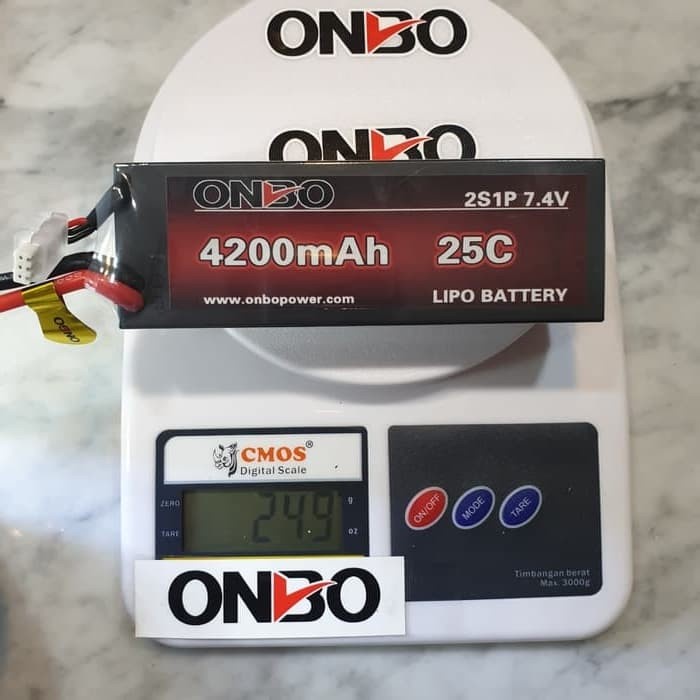 ONBO
ONBO
ONBO
2S1P 7.4V
4200mAh 25C
www.onbopower.com
LIPO BATTERY
ONBO
CMOS®
Digital Scale
ZERO
g
249
TARE
oz
ON/OFF
MODE
TARE
Timbangan berat
Max. 3000g
ONBO